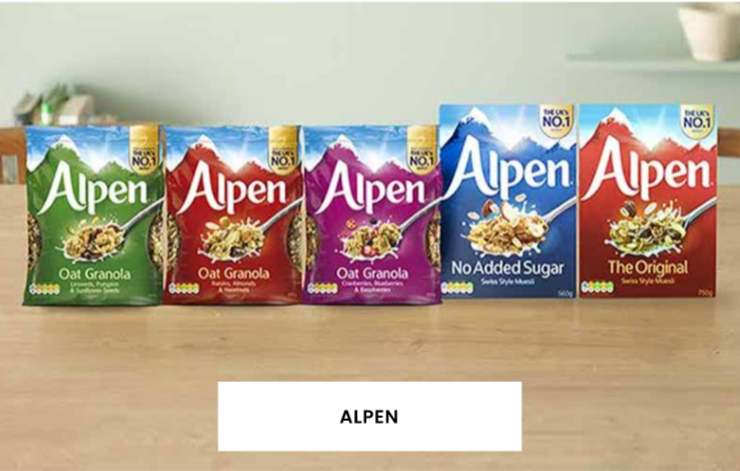 THE UK's
NO.1
Alpen
Oat Granola
Linseeds, Pumpkin
& Sunflower Seeds
THE UK's
NO.1
Alpen
Oat Granola
Raisins, Almonds
& Hazelnuts
THE UK's
NO.1
Alpen
Oat Granola
Cranberries, Blueberries
& Raspberries
THE UK's
NO.1
Alpen
No Added Sugar
Swiss Style Muesli
560g
THE UK's
NO.1
Alpen
The Original
Swiss Style Muesli
750g
ALPEN